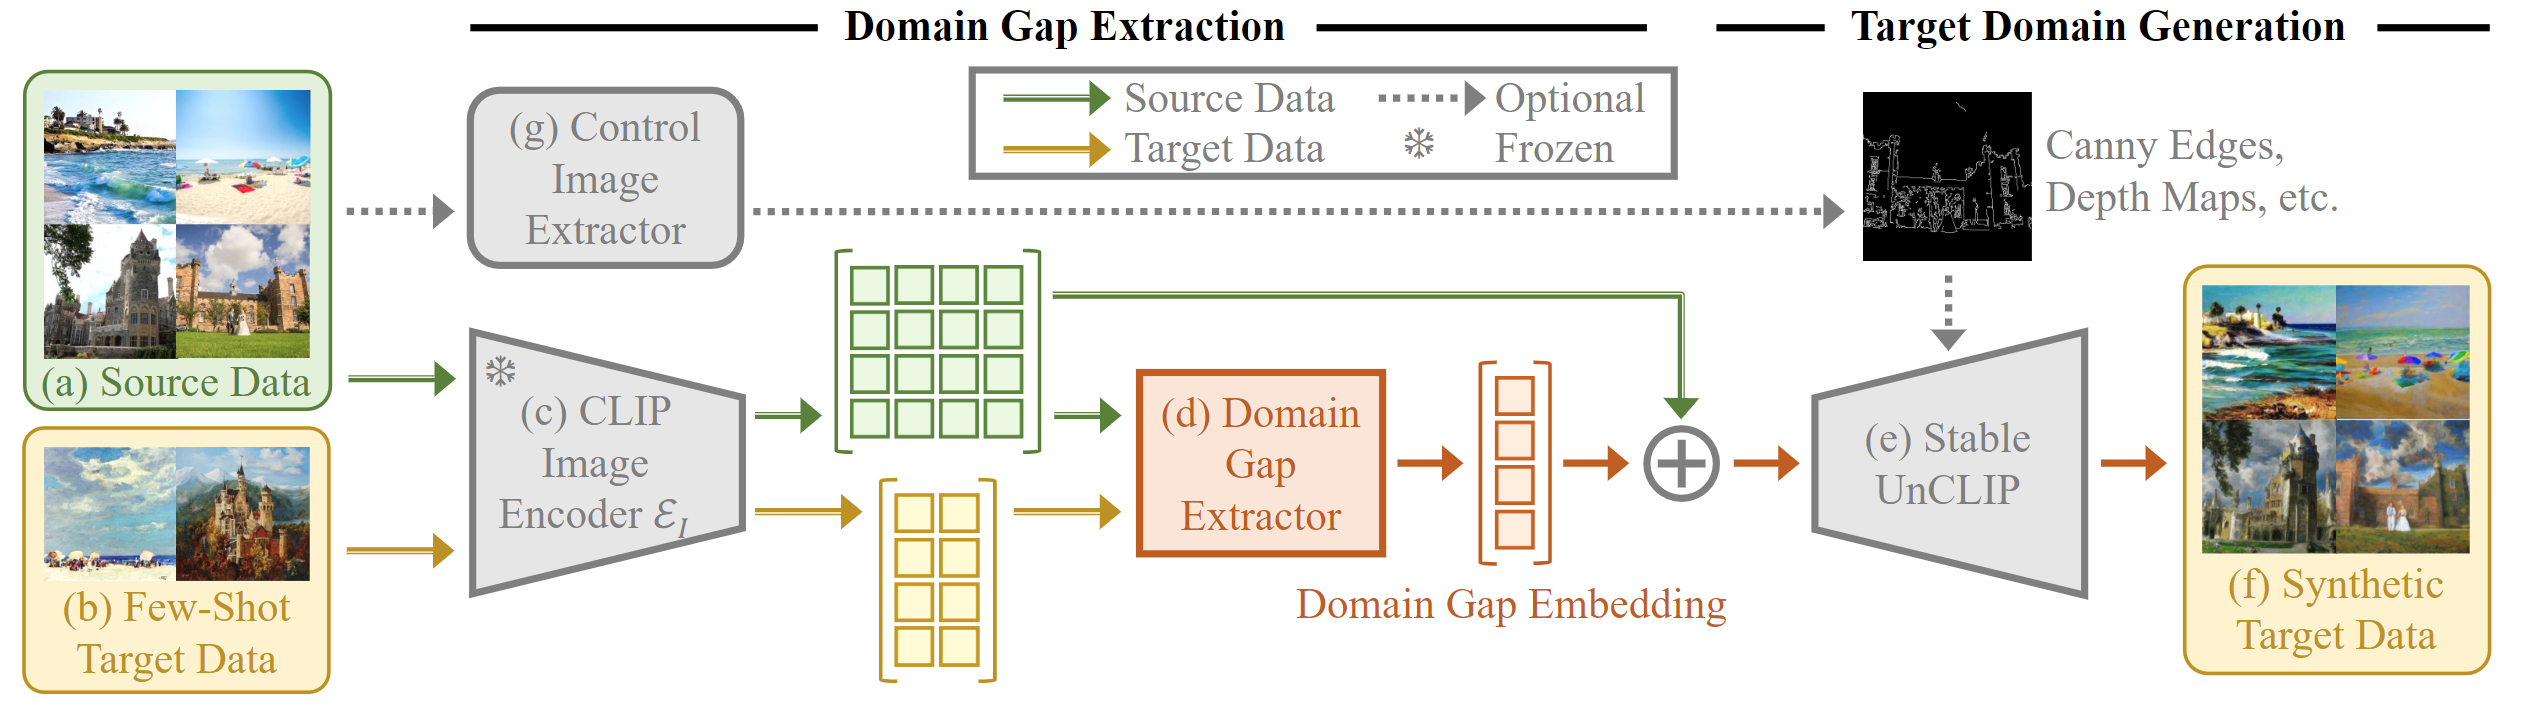 Domain Gap Extraction
Target Domain Generation
Source Data
Optional
Target Data
Frozen
(g) Control
Image
Extractor
Canny Edges,
Depth Maps, etc.
(a) Source Data
(b) Few-Shot
Target Data
(c) CLIP
Image
Encoder ℰ_I
(d) Domain
Gap
Extractor
Domain Gap Embedding
(e) Stable
UnCLIP
(f) Synthetic
Target Data